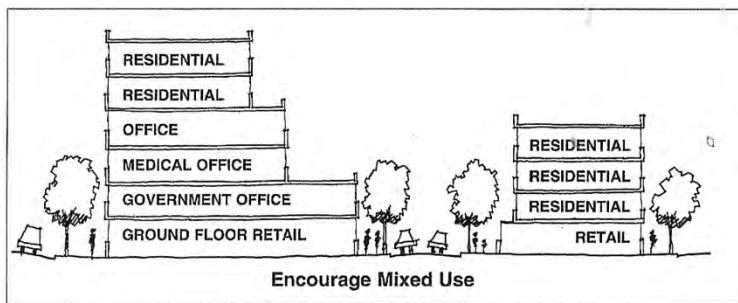 RESIDENTIAL
RESIDENTIAL
OFFICE
MEDICAL OFFICE
GOVERNMENT OFFICE
GROUND FLOOR RETAIL
RESIDENTIAL
RESIDENTIAL
RESIDENTIAL
RETAIL
Encourage Mixed Use